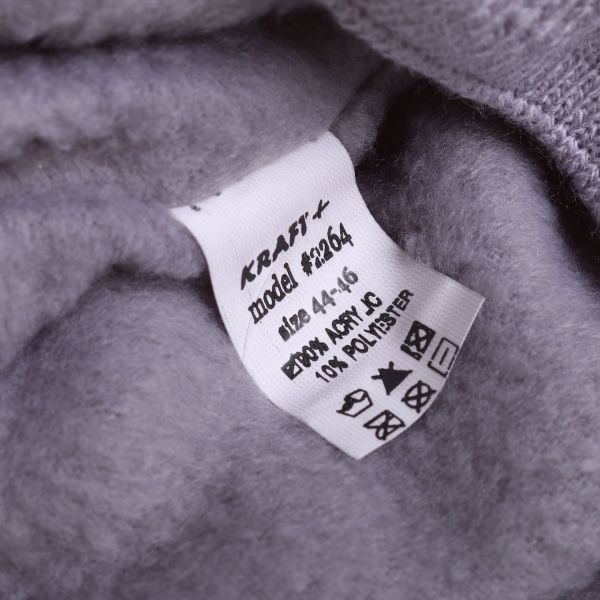 KRAFT+
model #2264
size 44-46
90% ACRYLIC
10% POLYESTER